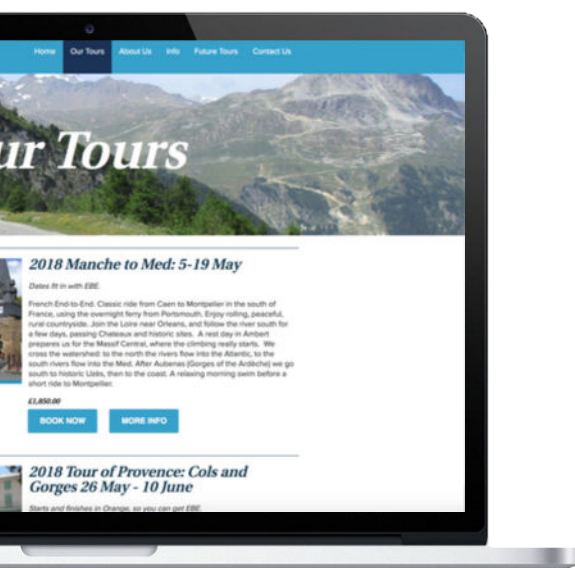 Home Our Tours About Us Info Future Tours Contact Us
ur Tours
2018 Manche to Med: 5-19 May
Dates fit in with EBE.
French End-to-End. Classic ride from Caen to Montpelier in the south of
France, using the overnight ferry from Portsmouth. Enjoy rolling, peaceful,
rural countryside. Join the Loire near Orleans, and follow the river south for
a few days, passing Chateaux and historic sites. A rest day in Ambert
prepares us for the Massif Central, where the climbing really starts. We
cross the watershed: to the north the rivers flow into the Atlantic, to the
south rivers flow into the Med. After Aubenas (Gorges of the Ardèche) we go
south to historic Uzès, then to the coast. A relaxing morning swim before a
short ride to Montpellier.
£1,850.00
BOOK NOW MORE INFO
2018 Tour of Provence: Cols and
Gorges 26 May - 10 June
Starts and finishes in Orange, so you can get EBE.